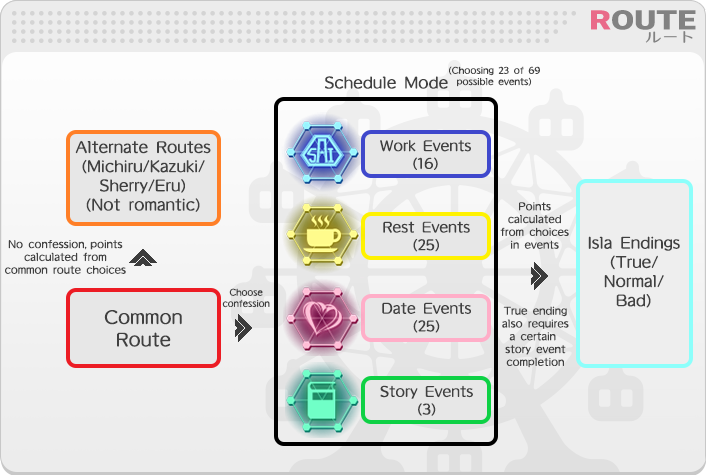 ROUTE
ルート
Schedule Mode
(Choosing 23 of 69
possible events)
Alternate Routes
(Michiru/Kazuki/
Sherry/Eru)
(Not romantic)
No confession, points
calculated from
common route choices
Common
Route
Choose
confession
SAI
Work Events
(16)
Rest Events
(25)
Date Events
(25)
Story Events
(3)
Points
calculated
from choices
in events
True ending
also requires
a certain
story event
completion
Isla Endings
(True/
Normal/
Bad)